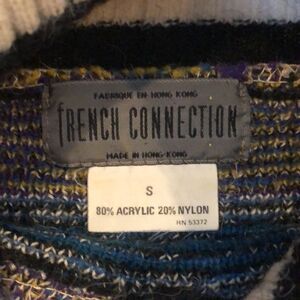 FABRIQUE EN HONG KONG
fRENCH CONNECTION
MADE IN HONG-KONG
S
80% ACRYLIC 20% NYLON
RN 53372